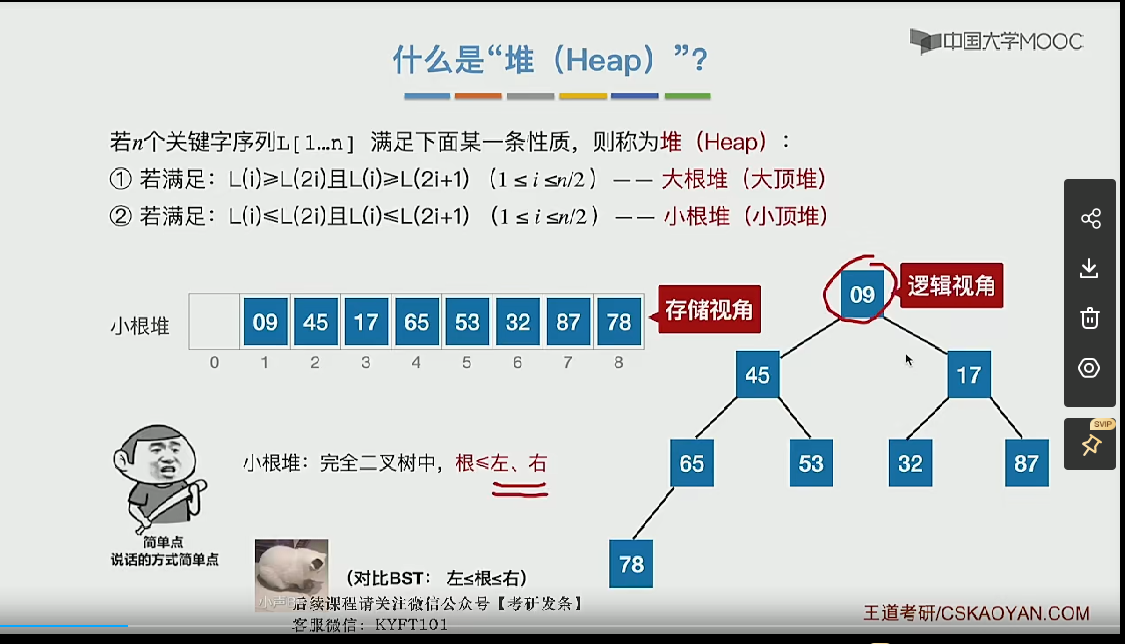 中国大学MOOC
什么是“堆（Heap）”?
若n个关键字序列L[1…n] 满足下面某一条性质，则称为堆（Heap）：
① 若满足：L(i)≥L(2i)且L(i)≥L(2i+1)（1 ≤ i ≤n/2 ）—— 大根堆（大顶堆）
② 若满足：L(i)≤L(2i)且L(i)≤L(2i+1)（1 ≤ i ≤n/2 ）—— 小根堆（小顶堆）
SVIP
小根堆
09 45 17 65 53 32 87 78
0 1 2 3 4 5 6 7 8
存储视角
09
逻辑视角
45 17
65 53 32 87
78
小根堆：完全二叉树中，根≤左、右
简单点
说话的方式简单点
（对比BST： 左≤根≤右）
后续课程请关注微信公众号【考研发条】
客服微信：KYFT101
王道考研/CSKAOYAN.COM